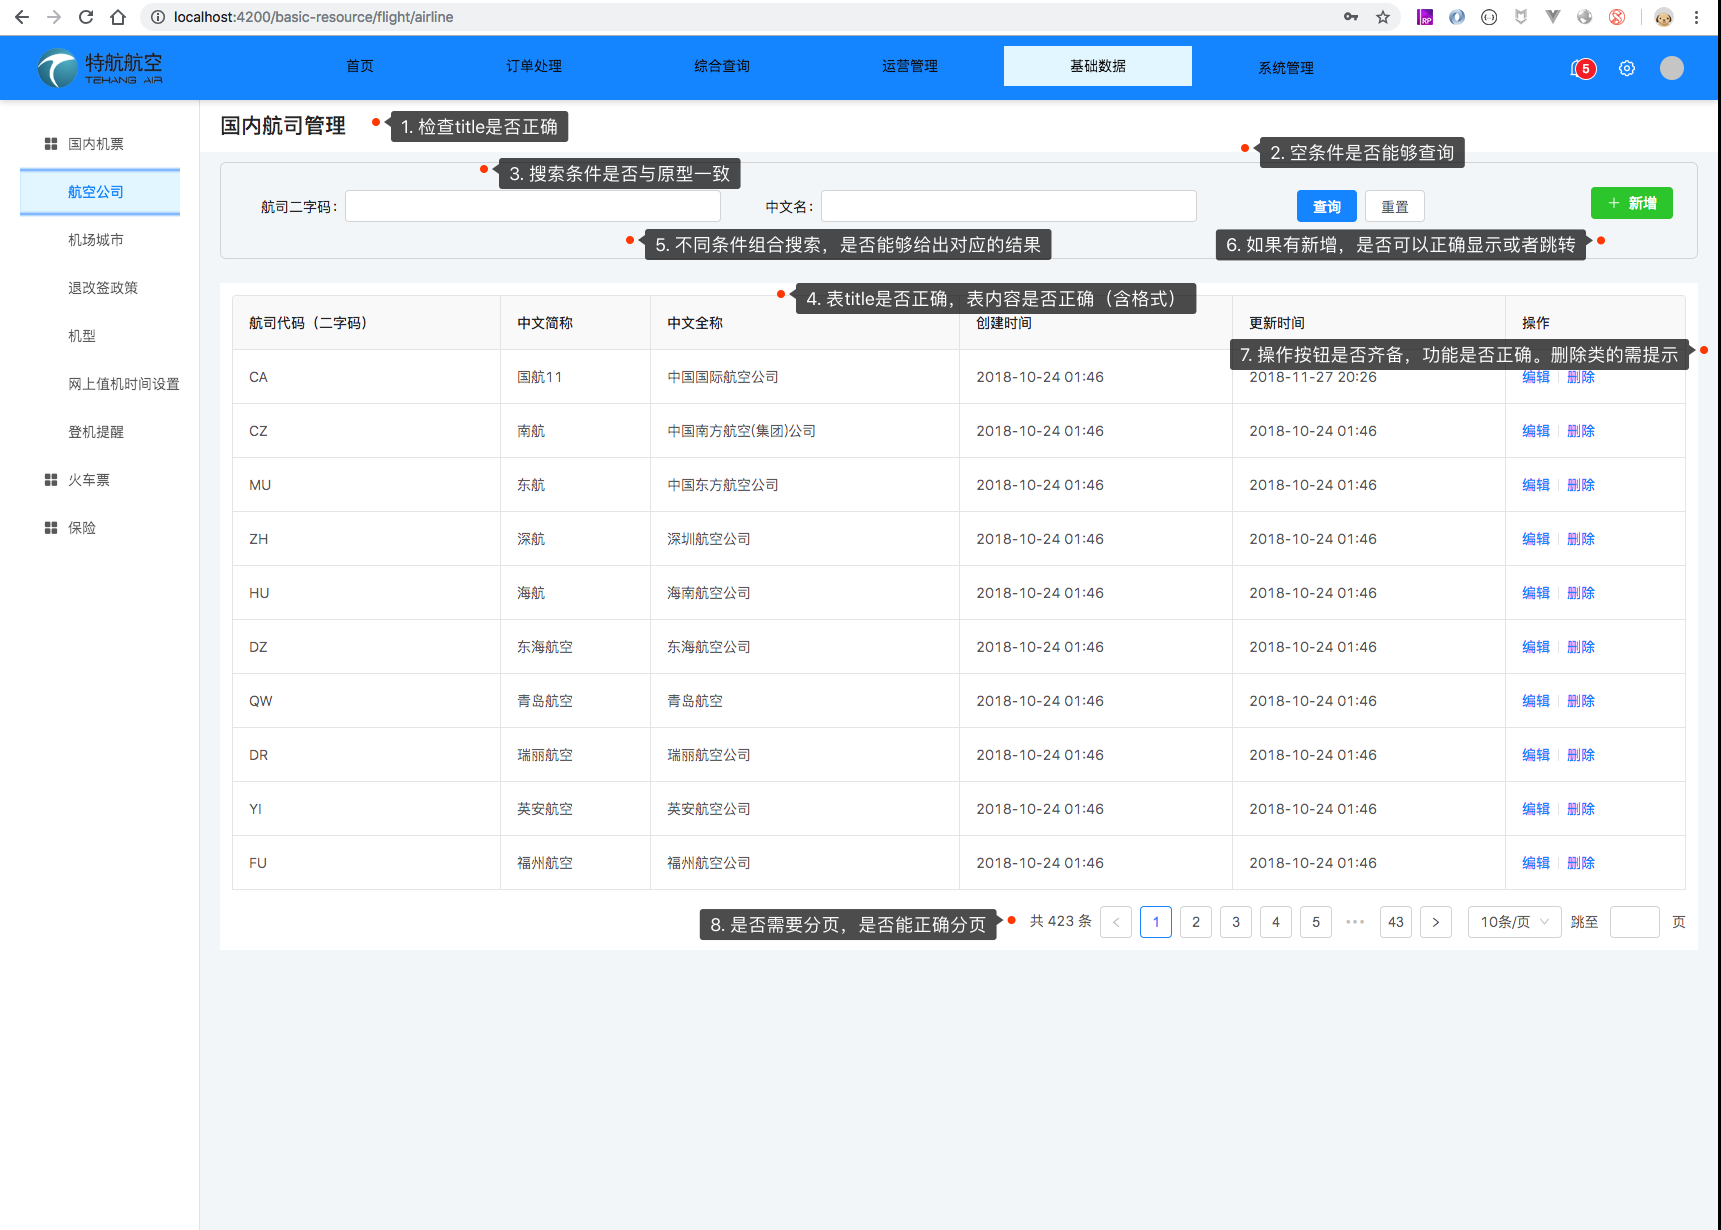 localhost:4200/basic-resource/flight/airline
RP
特航航空
TEHANG AIR
首页
订单处理
综合查询
运营管理
基础数据
系统管理
5
国内机票
航空公司
机场城市
退改签政策
机型
网上值机时间设置
登机提醒
火车票
保险
国内航司管理
1. 检查title是否正确
2. 空条件是否能够查询
3. 搜索条件是否与原型一致
航司二字码：
中文名：
查询
重置
+ 新增
5. 不同条件组合搜索，是否能够给出对应的结果
6. 如果有新增，是否可以正确显示或者跳转
4. 表title是否正确，表内容是否正确（含格式）
航司代码（二字码） 中文简称 中文全称 创建时间 更新时间 操作
7. 操作按钮是否齐备，功能是否正确。删除类的需提示
CA 国航11 中国国际航空公司 2018-10-24 01:46 2018-11-27 20:26 编辑 删除
CZ 南航 中国南方航空(集团)公司 2018-10-24 01:46 2018-10-24 01:46 编辑 删除
MU 东航 中国东方航空公司 2018-10-24 01:46 2018-10-24 01:46 编辑 删除
ZH 深航 深圳航空公司 2018-10-24 01:46 2018-10-24 01:46 编辑 删除
HU 海航 海南航空公司 2018-10-24 01:46 2018-10-24 01:46 编辑 删除
DZ 东海航空 东海航空公司 2018-10-24 01:46 2018-10-24 01:46 编辑 删除
QW 青岛航空 青岛航空 2018-10-24 01:46 2018-10-24 01:46 编辑 删除
DR 瑞丽航空 瑞丽航空公司 2018-10-24 01:46 2018-10-24 01:46 编辑 删除
YI 英安航空 英安航空公司 2018-10-24 01:46 2018-10-24 01:46 编辑 删除
FU 福州航空 福州航空公司 2018-10-24 01:46 2018-10-24 01:46 编辑 删除
8. 是否需要分页，是否能正确分页
共 423 条 < 1 2 3 4 5 ••• 43 > 10条/页 跳至 页